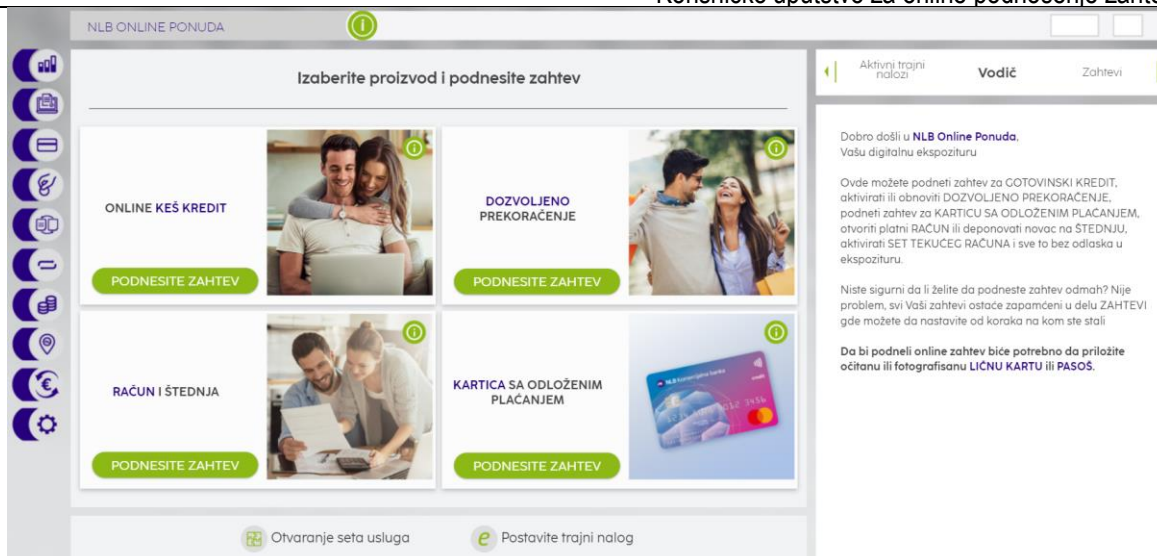 NLB ONLINE PONUDA
Izaberite proizvod i podnesite zahtev
ONLINE KEŠ KREDIT
PODNESITE ZAHTEV
DOZVOLJENO
PREKORAČENJE
PODNESITE ZAHTEV
RAČUN I ŠTEDNJA
PODNESITE ZAHTEV
KARTICA SA ODLOŽENIM
PLAĆANJEM
PODNESITE ZAHTEV
Otvaranje seta usluga
Postavite trajni nalog
Aktivni trajni
nalozi
Vodič
Zahtevi
Dobro došli u NLB Online Ponuda.
Vašu digitalnu ekspozituru
Ovde možete podneti zahtev za GOTOVINSKI KREDIT,
aktivirati ili obnoviti DOZVOLJENO PREKORAČENJE,
podneti zahtev za KARTICU SA ODLOŽENIM PLAĆANJEM,
otvoriti platni RAČUN ili deponovati novac na ŠTEDNJU,
aktivirati SET TEKUĆEG RAČUNA i sve to bez odlaska u
ekspozituru.
Niste sigurni da li želite da podneste zahtev odmah? Nije
problem, svi Vaši zahtevi ostaće zapamćeni u delu ZAHTEVI
gde možete da nastavite od koraka na kom ste stali
Da bi podneli online zahtev biće potrebno da priložite
očitanu ili fotografisanu LIČNU KARTU ili PASOŠ.